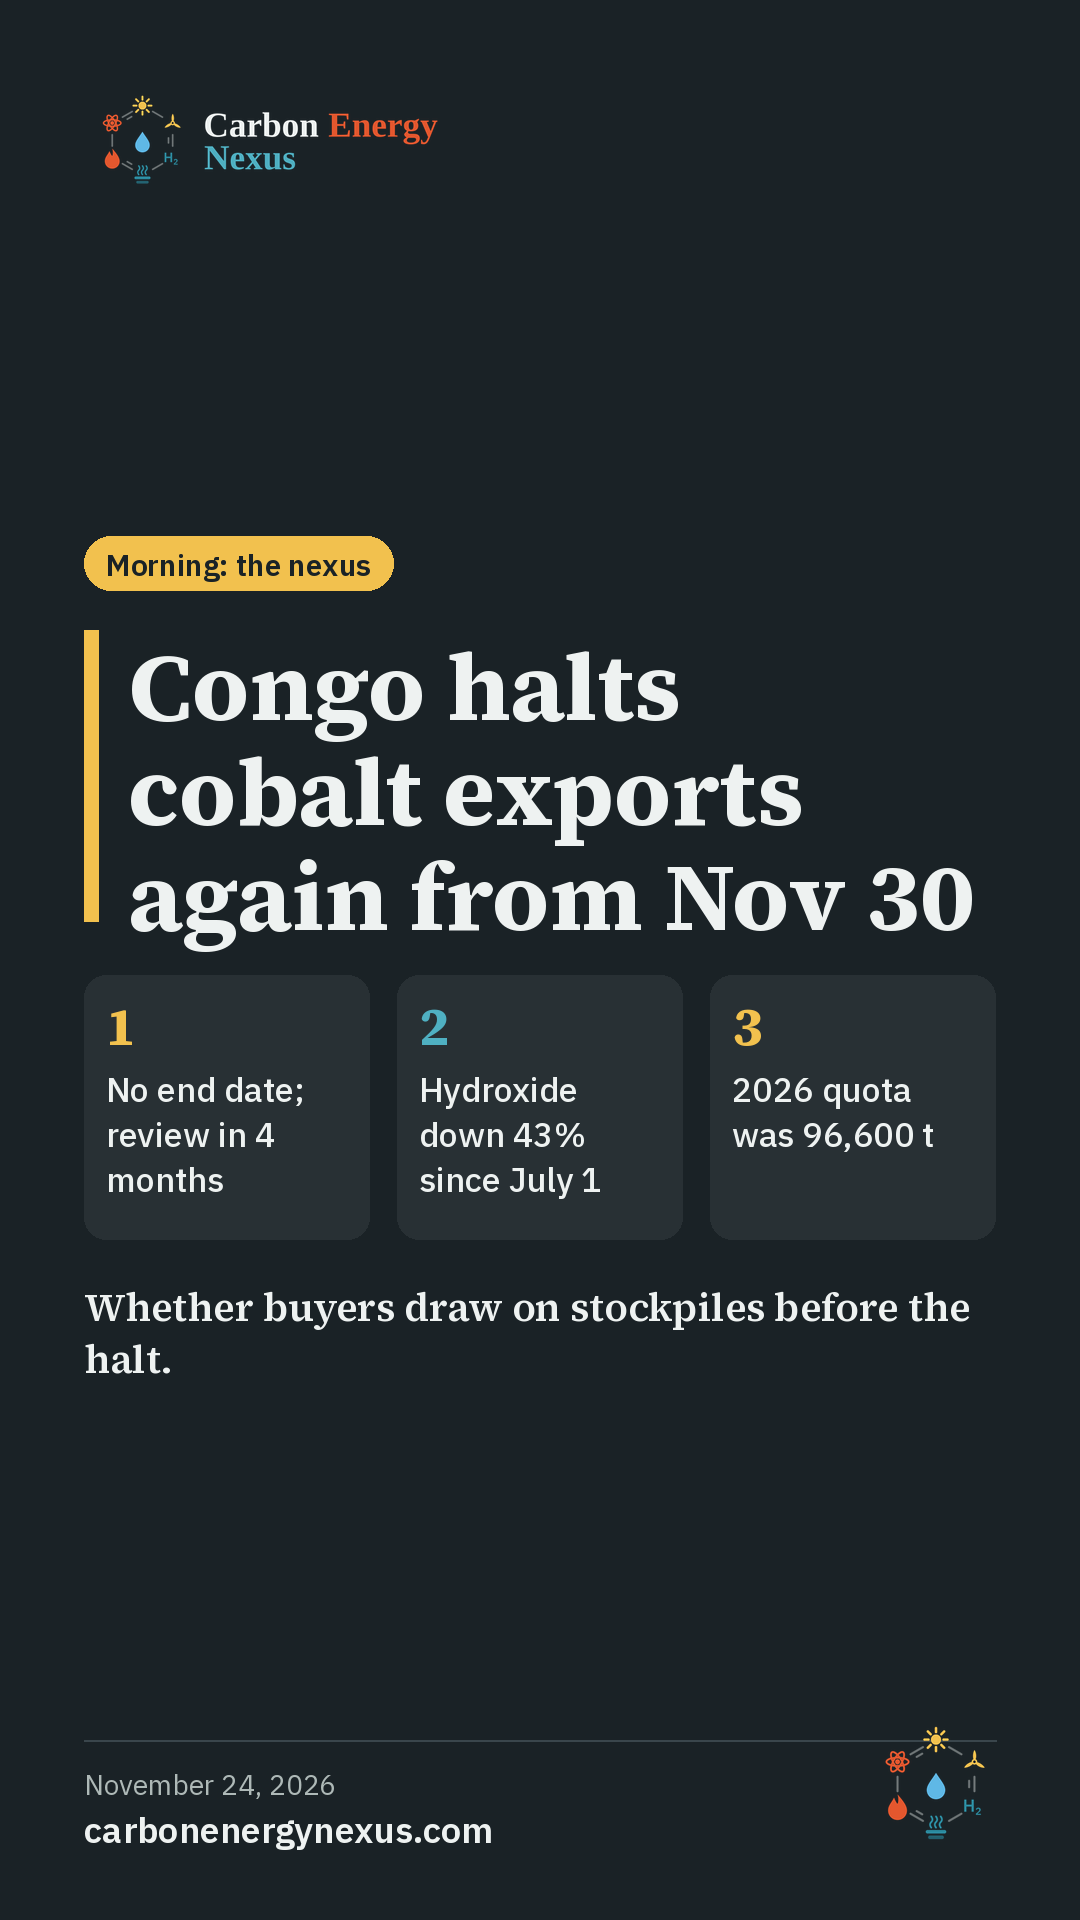 Carbon Energy
Nexus
H₂
Morning: the nexus
Congo halts
cobalt exports
again from Nov 30
1
No end date;
review in 4
months
2
Hydroxide
down 43%
since July 1
3
2026 quota
was 96,600 t
Whether buyers draw on stockpiles before the
halt.
November 24, 2026
carbonenergynexus.com
H₂